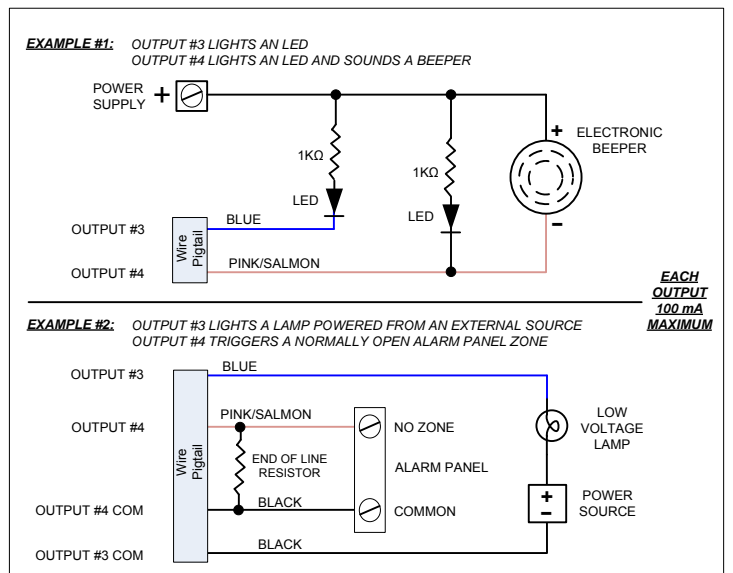 EXAMPLE #1: OUTPUT #3 LIGHTS AN LED
OUTPUT #4 LIGHTS AN LED AND SOUNDS A BEEPER
POWER
SUPPLY +
+
ELECTRONIC
BEEPER
1KΩ
1KΩ
LED
LED
-
OUTPUT #3
BLUE
Wire
Pigtail
OUTPUT #4
PINK/SALMON
EACH
OUTPUT
100 mA
MAXIMUM
EXAMPLE #2: OUTPUT #3 LIGHTS A LAMP POWERED FROM AN EXTERNAL SOURCE
OUTPUT #4 TRIGGERS A NORMALLY OPEN ALARM PANEL ZONE
OUTPUT #3
BLUE
OUTPUT #4
PINK/SALMON
NO ZONE
LOW
VOLTAGE
LAMP
Wire
Pigtail
END OF LINE
RESISTOR
ALARM PANEL
OUTPUT #4 COM
BLACK
COMMON
+
-
POWER
SOURCE
OUTPUT #3 COM
BLACK